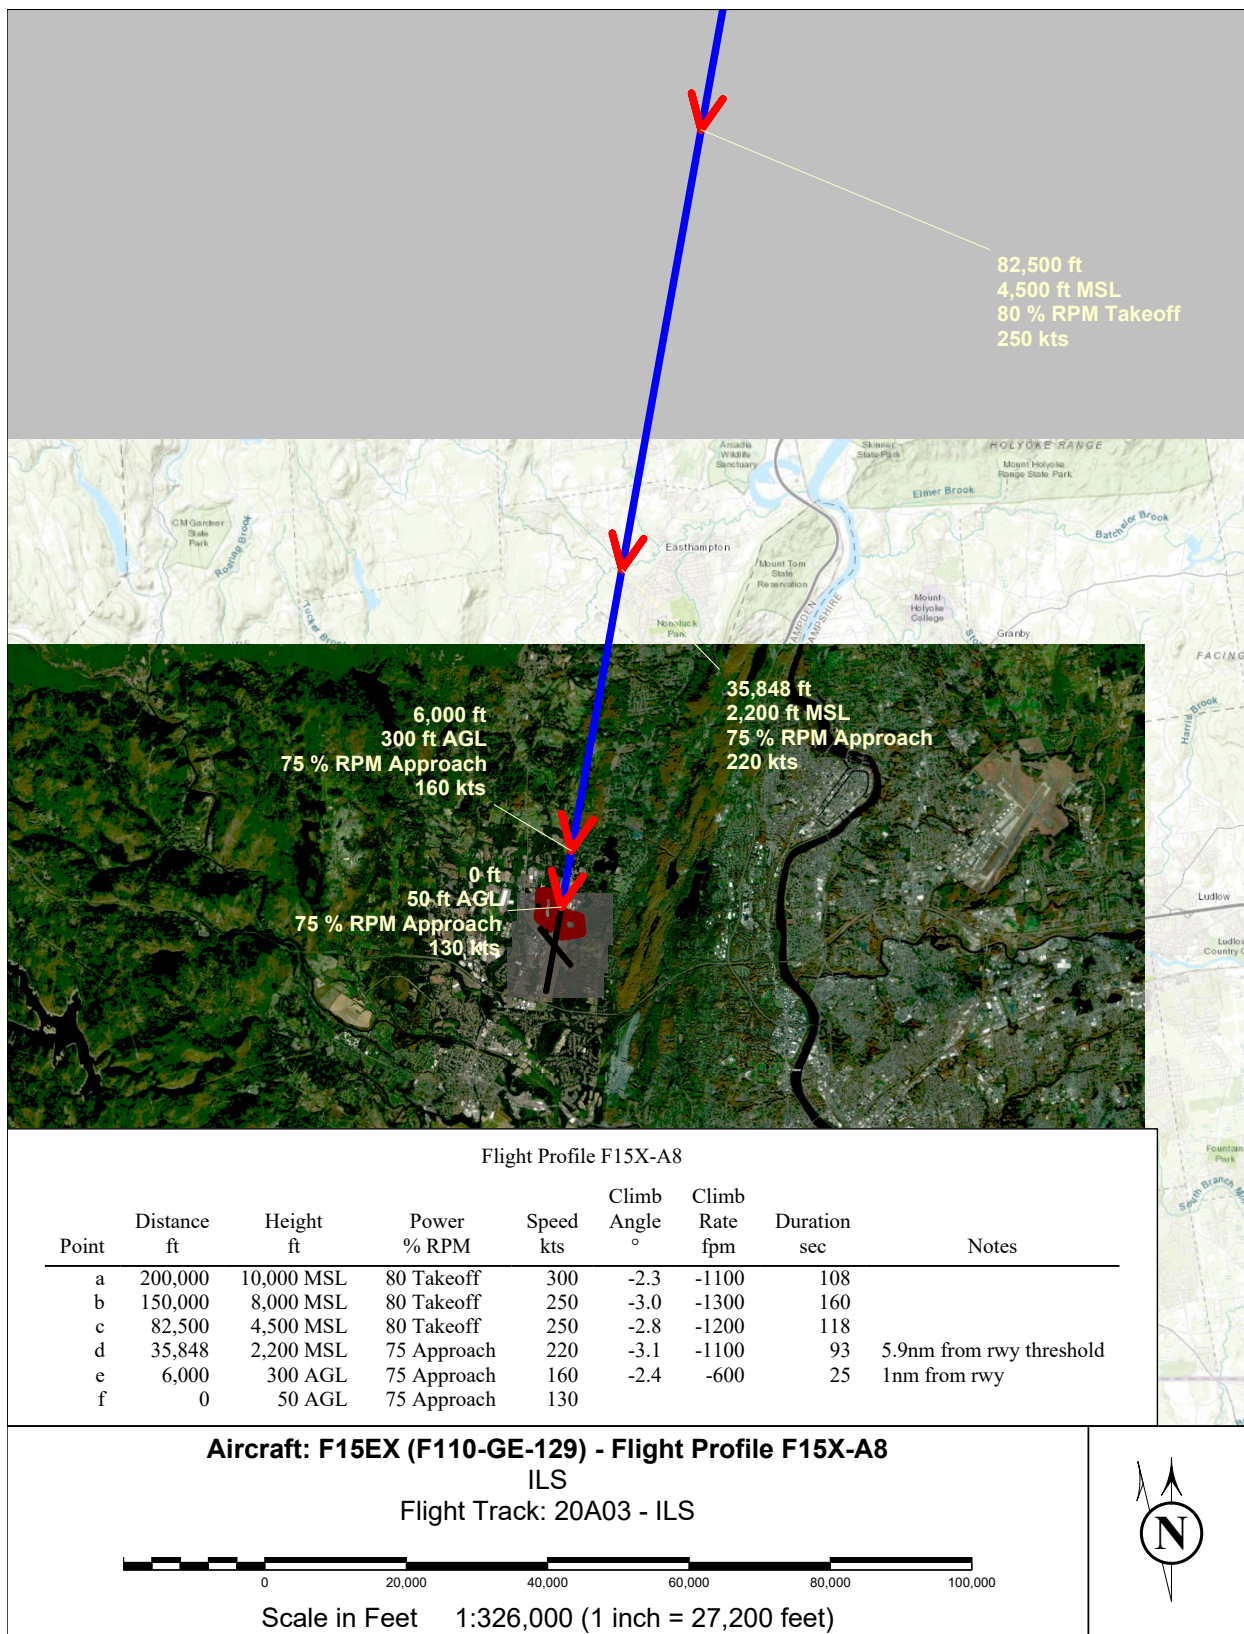 82,500 ft
4,500 ft MSL
80 % RPM Takeoff
250 kts
Arcadia
Wildlife
Sanctuary
Skinner
State Park
HOLYOKE RANGE
Mount Holyoke
Range State Park
Elmer Brook
Batchelor Brook
C M Gardner
State
Park
Roaring Brook
Easthampton
Mount Tom
State
Reservation
Tucker Brook
Mount
Holyoke
College
Nonotuck
Park
Granby
FACING
Harris Brook
35,848 ft
2,200 ft MSL
75 % RPM Approach
220 kts
6,000 ft
300 ft AGL
75 % RPM Approach
160 kts
0 ft
50 ft AGL
75 % RPM Approach
130 kts
Ludlow
Ludlow
Country C
Fountain
Park
South Branch Mill
Flight Profile F15X-A8
Climb Climb
Distance Height Power Speed Angle Rate Duration
Point ft ft % RPM kts ° fpm sec Notes
a 200,000 10,000 MSL 80 Takeoff 300 -2.3 -1100 108
b 150,000 8,000 MSL 80 Takeoff 250 -3.0 -1300 160
c 82,500 4,500 MSL 80 Takeoff 250 -2.8 -1200 118
d 35,848 2,200 MSL 75 Approach 220 -3.1 -1100 93 5.9nm from rwy threshold
e 6,000 300 AGL 75 Approach 160 -2.4 -600 25 1nm from rwy
f 0 50 AGL 75 Approach 130
Aircraft: F15EX (F110-GE-129) - Flight Profile F15X-A8
ILS
Flight Track: 20A03 - ILS
0 20,000 40,000 60,000 80,000 100,000
Scale in Feet 1:326,000 (1 inch = 27,200 feet)
N